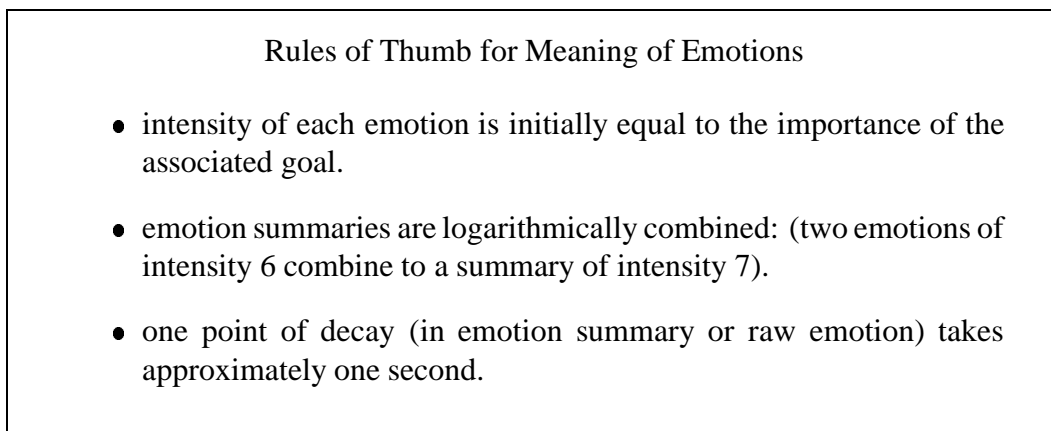 Rules of Thumb for Meaning of Emotions
• intensity of each emotion is initially equal to the importance of the
associated goal.
• emotion summaries are logarithmically combined: (two emotions of
intensity 6 combine to a summary of intensity 7).
• one point of decay (in emotion summary or raw emotion) takes
approximately one second.